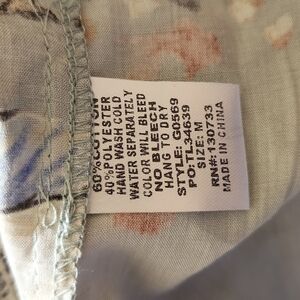 60% COTTON
40% POLYESTER
HAND WASH COLD
WATER SEPARATELY
COLOR WILL BLEED
NO BLEECH
HANG TO DRY
STYLE: G0569
PO:TL34639
SIZE: M
RN#:130733
MADE IN CHINA